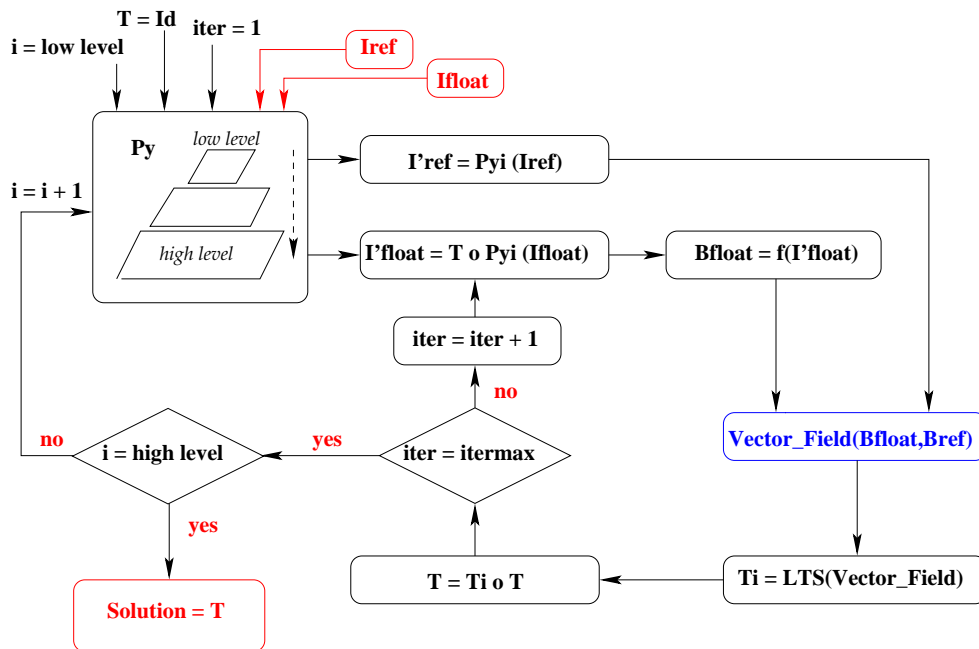 T = Id
iter = 1
i = low level
Iref
Ifloat
Py
low level
high level
i = i + 1
I'ref = Pyi (Iref)
I'float = T o Pyi (Ifloat)
Bfloat = f(I'float)
iter = iter + 1
no
no
yes
i = high level
iter = itermax
Vector_Field(Bfloat,Bref)
yes
T = Ti o T
Ti = LTS(Vector_Field)
Solution = T